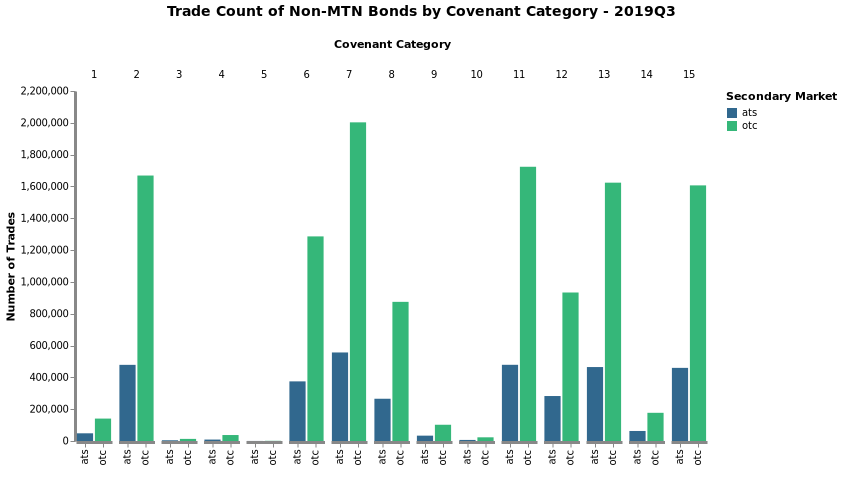 Trade Count of Non-MTN Bonds by Covenant Category - 2019Q3
Covenant Category
1 2 3 4 5 6 7 8 9 10 11 12 13 14 15
Secondary Market
ats
otc
Number of Trades
2,200,000
2,000,000
1,800,000
1,600,000
1,400,000
1,200,000
1,000,000
800,000
600,000
400,000
200,000
0
ats otc ats otc ats otc ats otc ats otc ats otc ats otc ats otc ats otc ats otc ats otc ats otc ats otc ats otc ats otc